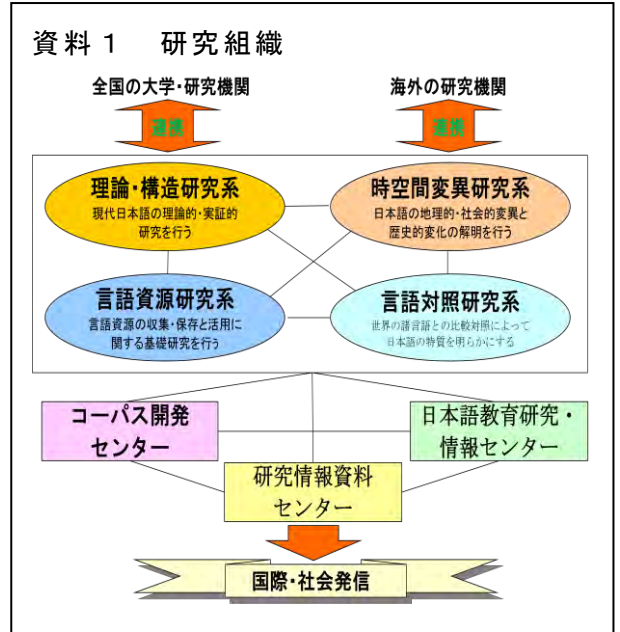 資料１　研究組織
全国の大学・研究機関
海外の研究機関
連携
連携
理論・構造研究系
現代日本語の理論的・実証的
研究を行う
時空間変異研究系
日本語の地理的・社会的変異と
歴史的変化の解明を行う
言語資源研究系
言語資源の収集・保存と活用に
関する基礎研究を行う
言語対照研究系
世界の諸言語との比較対照によって
日本語の特質を明らかにする
コーパス開発
センター
日本語教育研究・
情報センター
研究情報資料
センター
国際・社会発信